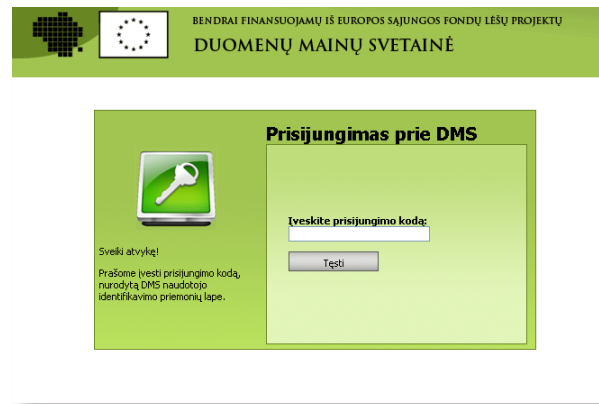 BENDRAI FINANSUOJAMŲ IŠ EUROPOS SĄJUNGOS FONDŲ LĖŠŲ PROJEKTŲ
DUOMENŲ MAINŲ SVETAINĖ
Prisijungimas prie DMS
Įveskite prisijungimo kodą:
Tęsti
Sveiki atvykę!
Prašome įvesti prisijungimo kodą,
nurodytą DMS naudotojo
identifikavimo priemonių lape.